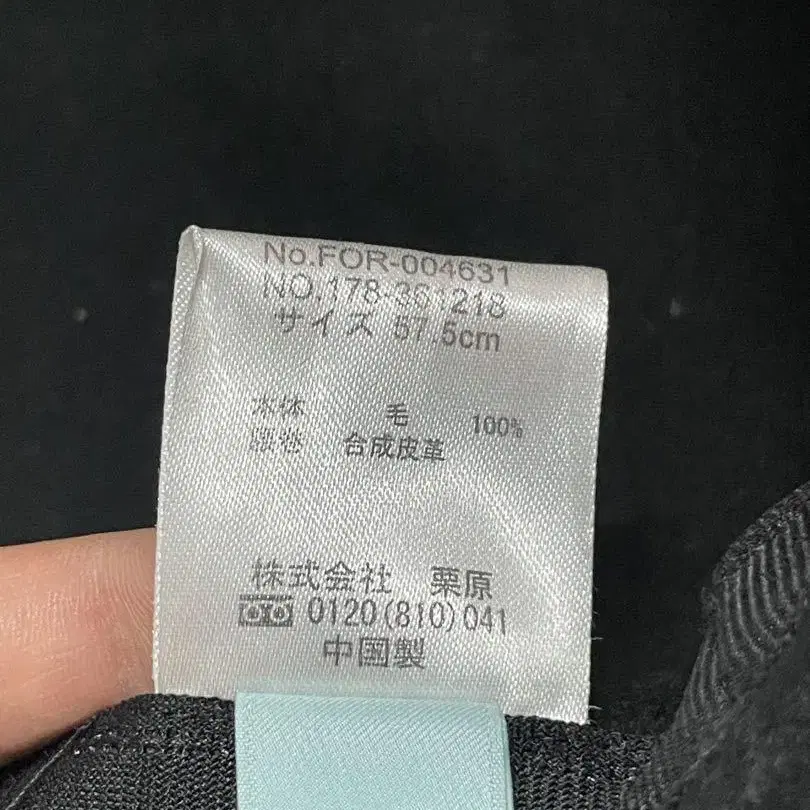 No.FOR-004631
NO.178-361218
サイズ 57.5cm
本体 毛 100%
腰巻 合成皮革
株式会社 栗原
0120(810)041
中国製